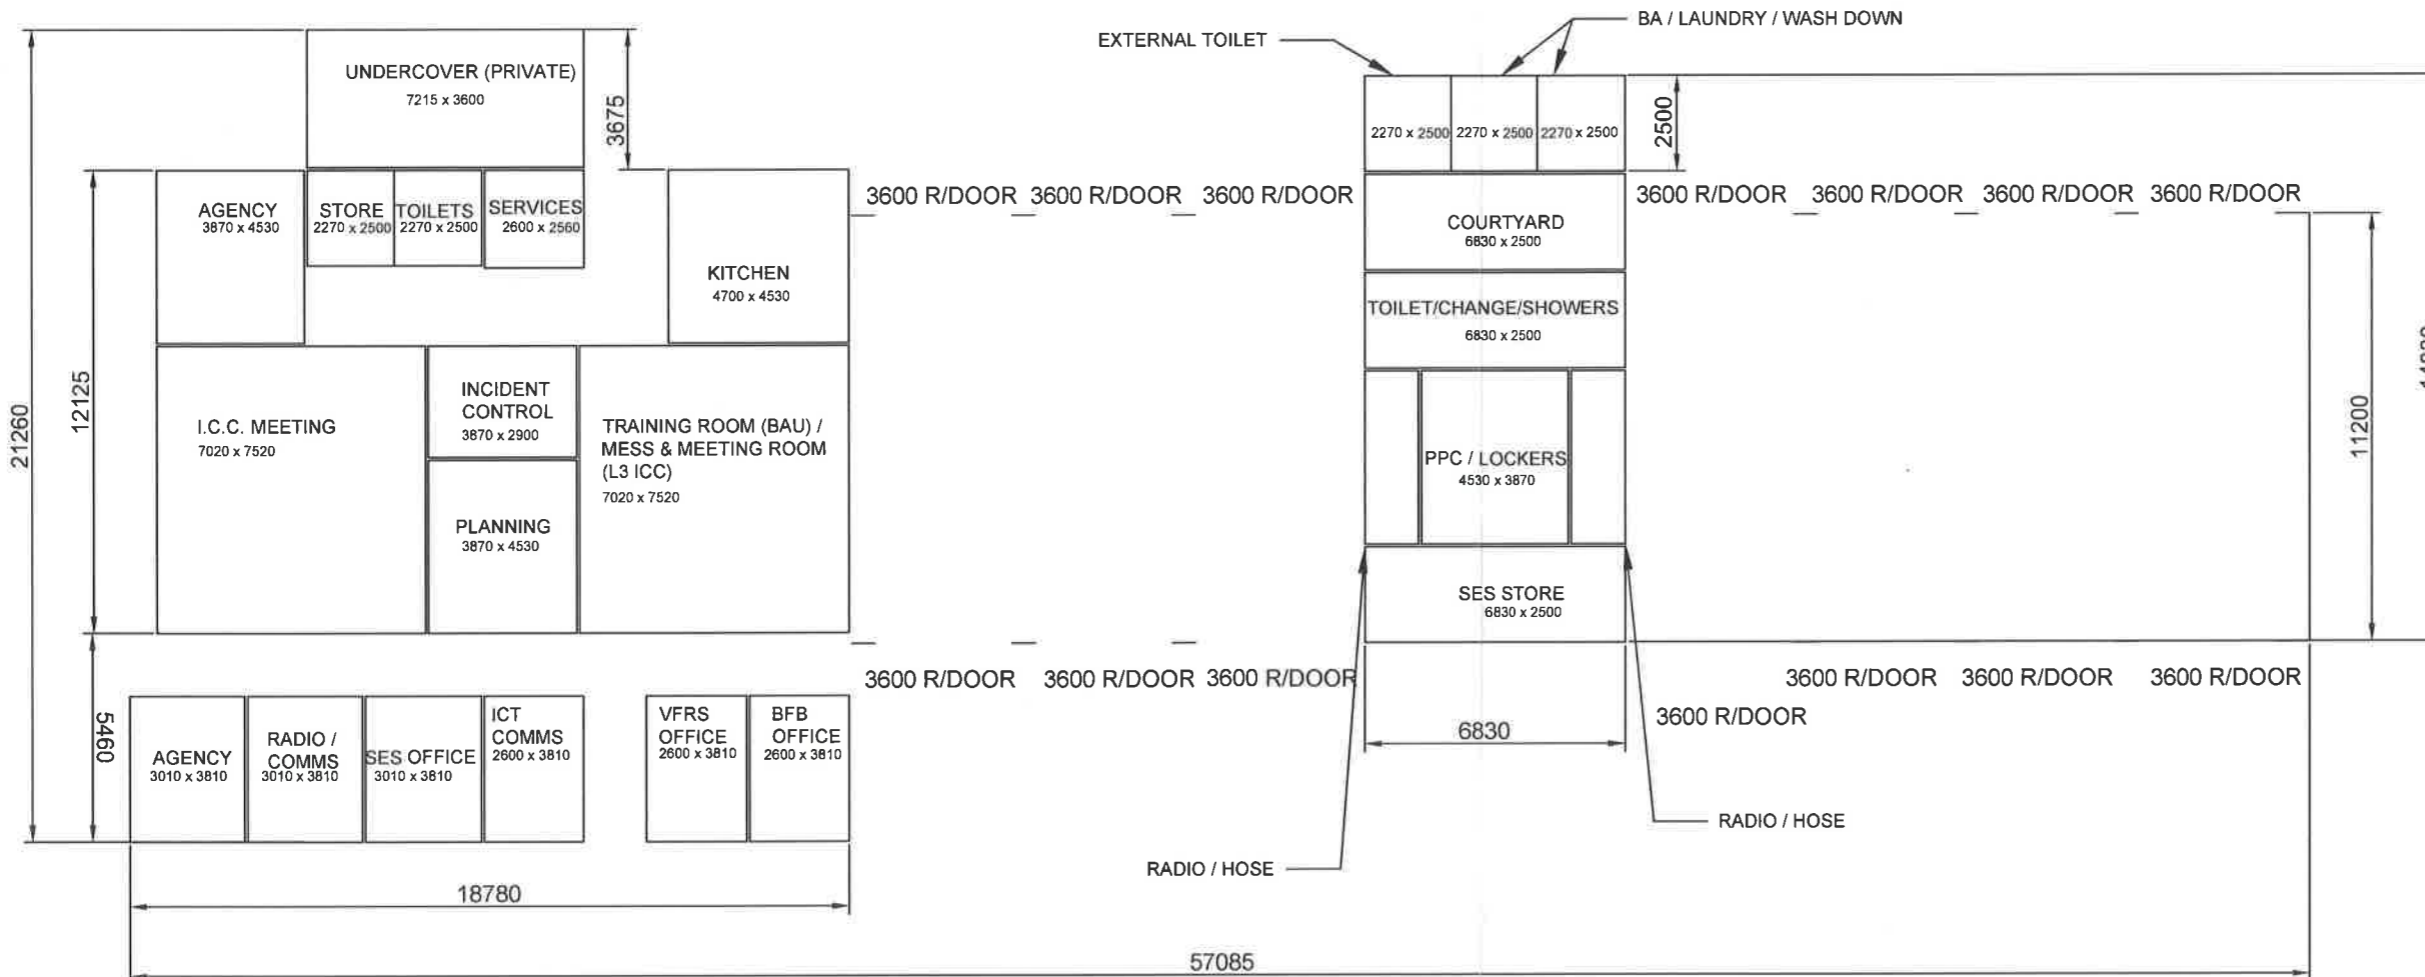 BA / LAUNDRY / WASH DOWN
EXTERNAL TOILET
UNDERCOVER (PRIVATE)
7215 x 3600
3675
2270 x 2500
2270 x 2500
2270 x 2500
2500
AGENCY
3870 x 4530
STORE
2270 x 2500
TOILETS
2270 x 2500
SERVICES
2600 x 2560
KITCHEN
4700 x 4530
3600 R/DOOR
3600 R/DOOR
3600 R/DOOR
COURTYARD
6830 x 2500
3600 R/DOOR
3600 R/DOOR
3600 R/DOOR
3600 R/DOOR
TOILET/CHANGE/SHOWERS
6830 x 2500
21260
12125
I.C.C. MEETING
7020 x 7520
INCIDENT
CONTROL
3870 x 2900
TRAINING ROOM (BAU) /
MESS & MEETING ROOM
(L3 ICC)
7020 x 7520
PLANNING
3870 x 4530
PPC / LOCKERS
4530 x 3870
11200
SES STORE
6830 x 2500
3600 R/DOOR
3600 R/DOOR
3600 R/DOOR
3600 R/DOOR
3600 R/DOOR
3600 R/DOOR
3600 R/DOOR
6830
5460
AGENCY
3010 x 3810
RADIO /
COMMS
3010 x 3810
SES OFFICE
3010 x 3810
ICT
COMMS
2600 x 3810
VFRS
OFFICE
2600 x 3810
BFB
OFFICE
2600 x 3810
RADIO / HOSE
RADIO / HOSE
18780
57085